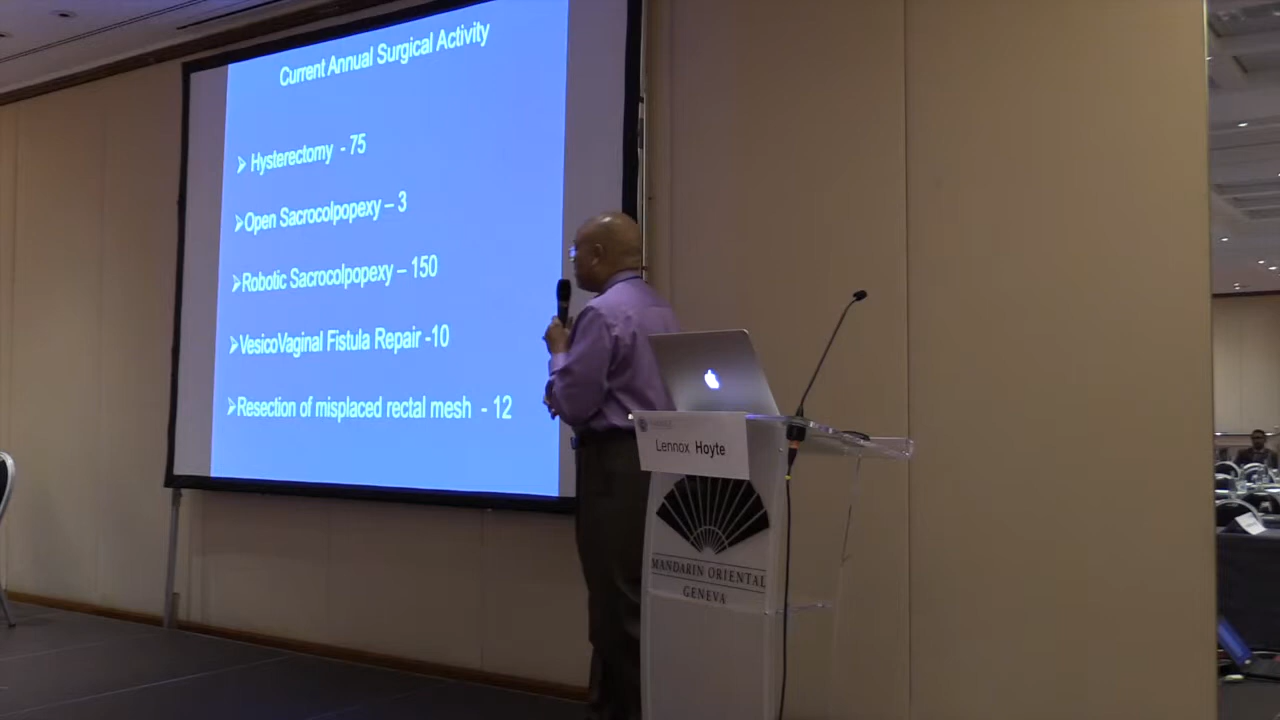 Current Annual Surgical Activity
➢ Hysterectomy - 75
➢Open Sacrocolpopexy – 3
➢Robotic Sacrocolpopexy – 150
➢VesicoVaginal Fistula Repair -10
➢Resection of misplaced rectal mesh - 12
Lennox Hoyte
MANDARIN ORIENTAL
GENEVA